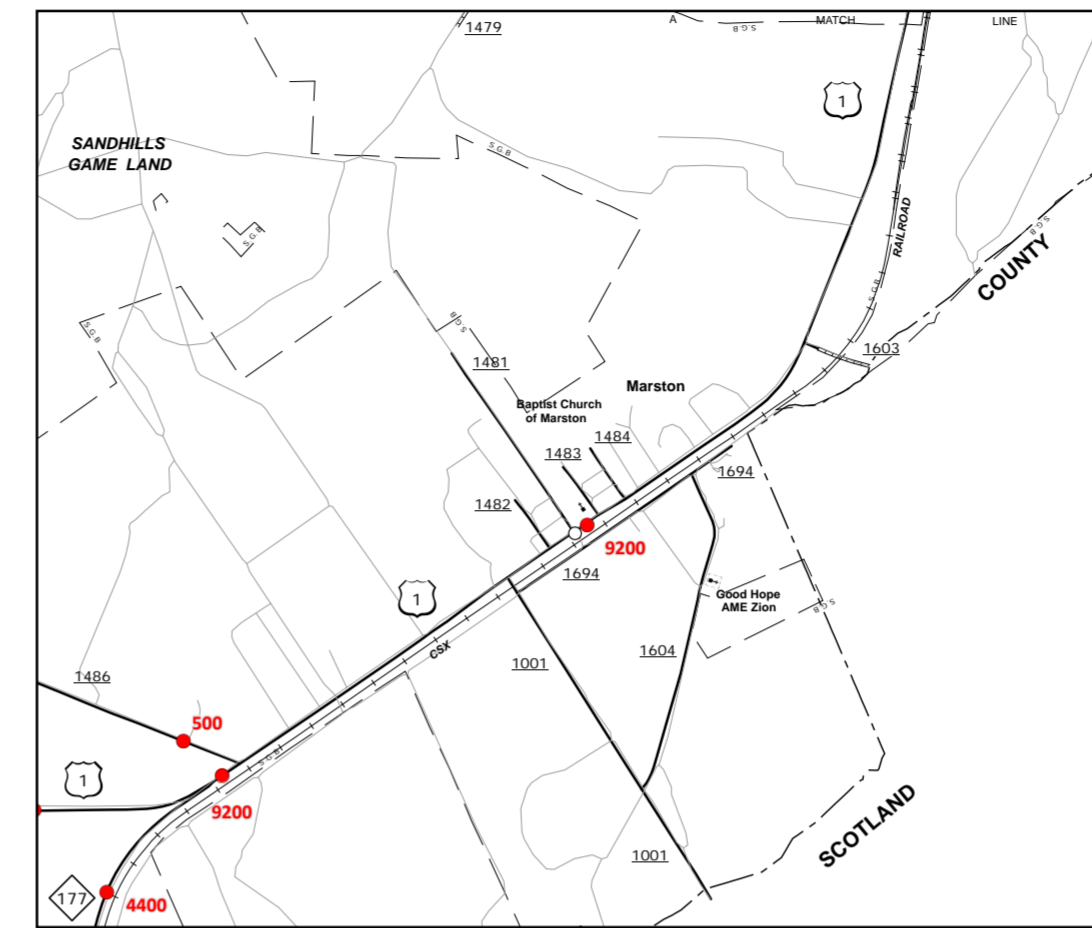 1479
A
MATCH
LINE
S.G.B
1
SANDHILLS
GAME LAND
S.G.B
RAILROAD
S.G.B
S.G.B
COUNTY
S.G.B
S.G.B
S.G.B
1603
1481
Marston
Baptist Church
of Marston
1484
1483
1694
1482
9200
1694
1
Good Hope
AME Zion
S.G.B
1604
CSX
1001
1486
500
S.G.B
1
9200
SCOTLAND
1001
177
4400